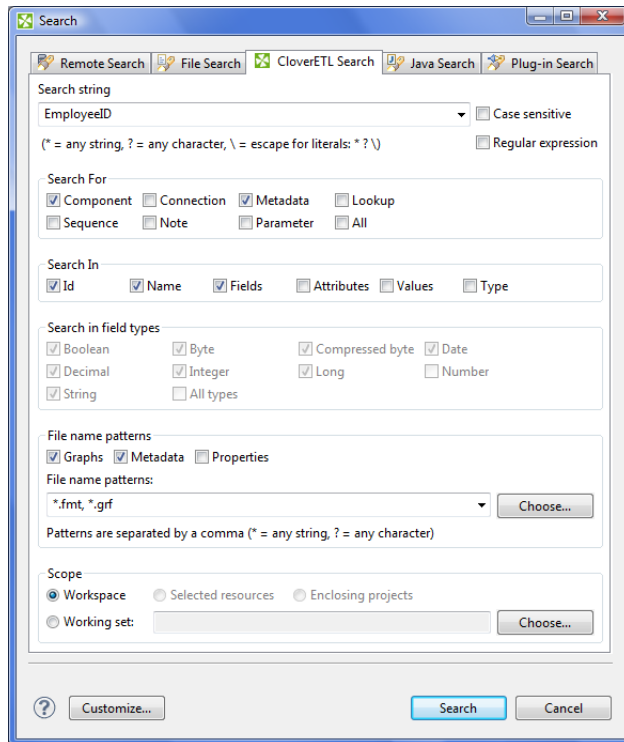 Search
Remote Search File Search CloverETL Search Java Search Plug-in Search
Search string
EmployeeID Case sensitive
(* = any string, ? = any character, \ = escape for literals: * ? \) Regular expression
Search For
Component Connection Metadata Lookup
Sequence Note Parameter All
Search In
Id Name Fields Attributes Values Type
Search in field types
Boolean Byte Compressed byte Date
Decimal Integer Long Number
String All types
File name patterns
Graphs Metadata Properties
File name patterns:
*.fmt, *.grf Choose...
Patterns are separated by a comma (* = any string, ? = any character)
Scope
Workspace Selected resources Enclosing projects
Working set: Choose...
? Customize... Search Cancel